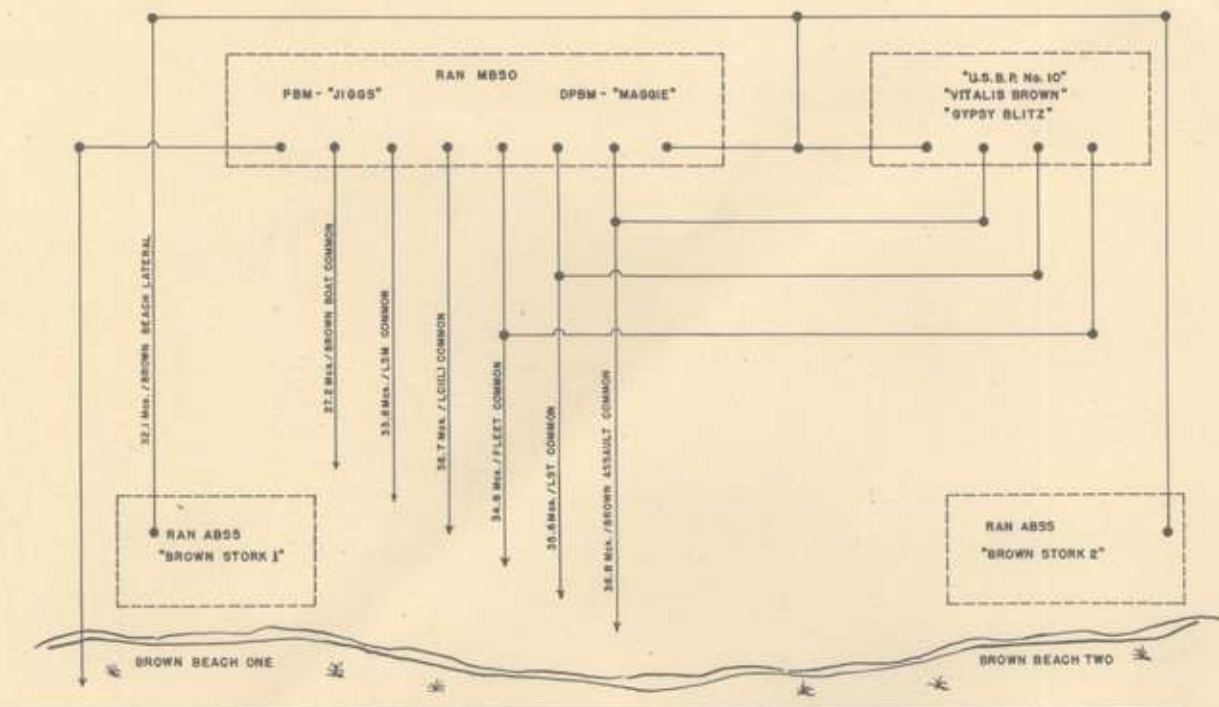 RAN MBSO
PBM - "JIGGS"
DPBM - "MAGGIE"
"U.S.B.P. No. 10"
"VITALIS BROWN"
"GYPSY BLITZ"
32.1 Mcs. / BROWN BEACH LATERAL
27.2 Mcs. / BROWN BOAT COMMON
33.8 Mcs. / LSM COMMON
36.7 Mcs. / LCI(L) COMMON
34.8 Mcs. / FLEET COMMON
35.6 Mcs. / LST COMMON
36.8 Mcs. / BROWN ASSAULT COMMON
RAN ABSS
"BROWN STORK 1"
RAN ABSS
"BROWN STORK 2"
BROWN BEACH ONE
BROWN BEACH TWO